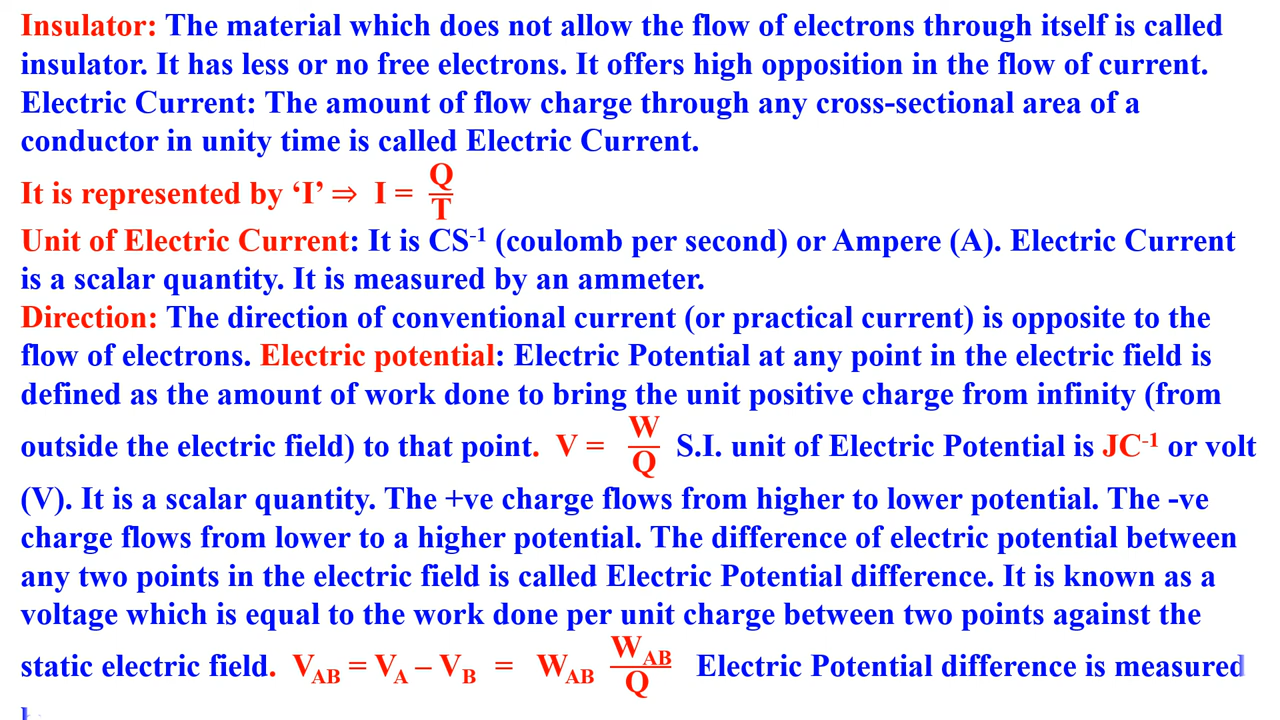 Insulator: The material which does not allow the flow of electrons through itself is called
insulator. It has less or no free electrons. It offers high opposition in the flow of current.
Electric Current: The amount of flow charge through any cross-sectional area of a
conductor in unity time is called Electric Current.
It is represented by ‘I’ ⇒ I = Q/T
Unit of Electric Current: It is CS⁻¹ (coulomb per second) or Ampere (A). Electric Current
is a scalar quantity. It is measured by an ammeter.
Direction: The direction of conventional current (or practical current) is opposite to the
flow of electrons. Electric potential: Electric Potential at any point in the electric field is
defined as the amount of work done to bring the unit positive charge from infinity (from
outside the electric field) to that point. V = W/Q S.I. unit of Electric Potential is JC⁻¹ or volt
(V). It is a scalar quantity. The +ve charge flows from higher to lower potential. The -ve
charge flows from lower to a higher potential. The difference of electric potential between
any two points in the electric field is called Electric Potential difference. It is known as a
voltage which is equal to the work done per unit charge between two points against the
static electric field. V_AB = V_A – V_B = W_AB W_AB/Q Electric Potential difference is measured